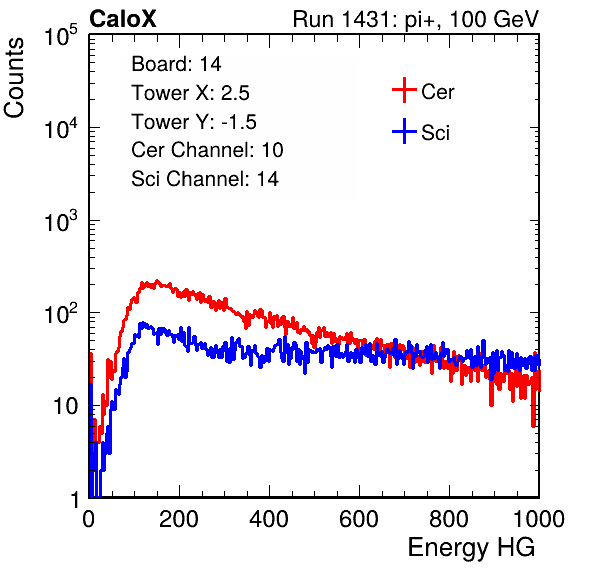 CaloX Run 1431: pi+, 100 GeV
Counts
10^5
10^4
10^3
10^2
10
1
Board: 14
Tower X: 2.5
Tower Y: -1.5
Cer Channel: 10
Sci Channel: 14
Cer
Sci
0 200 400 600 800 1000
Energy HG